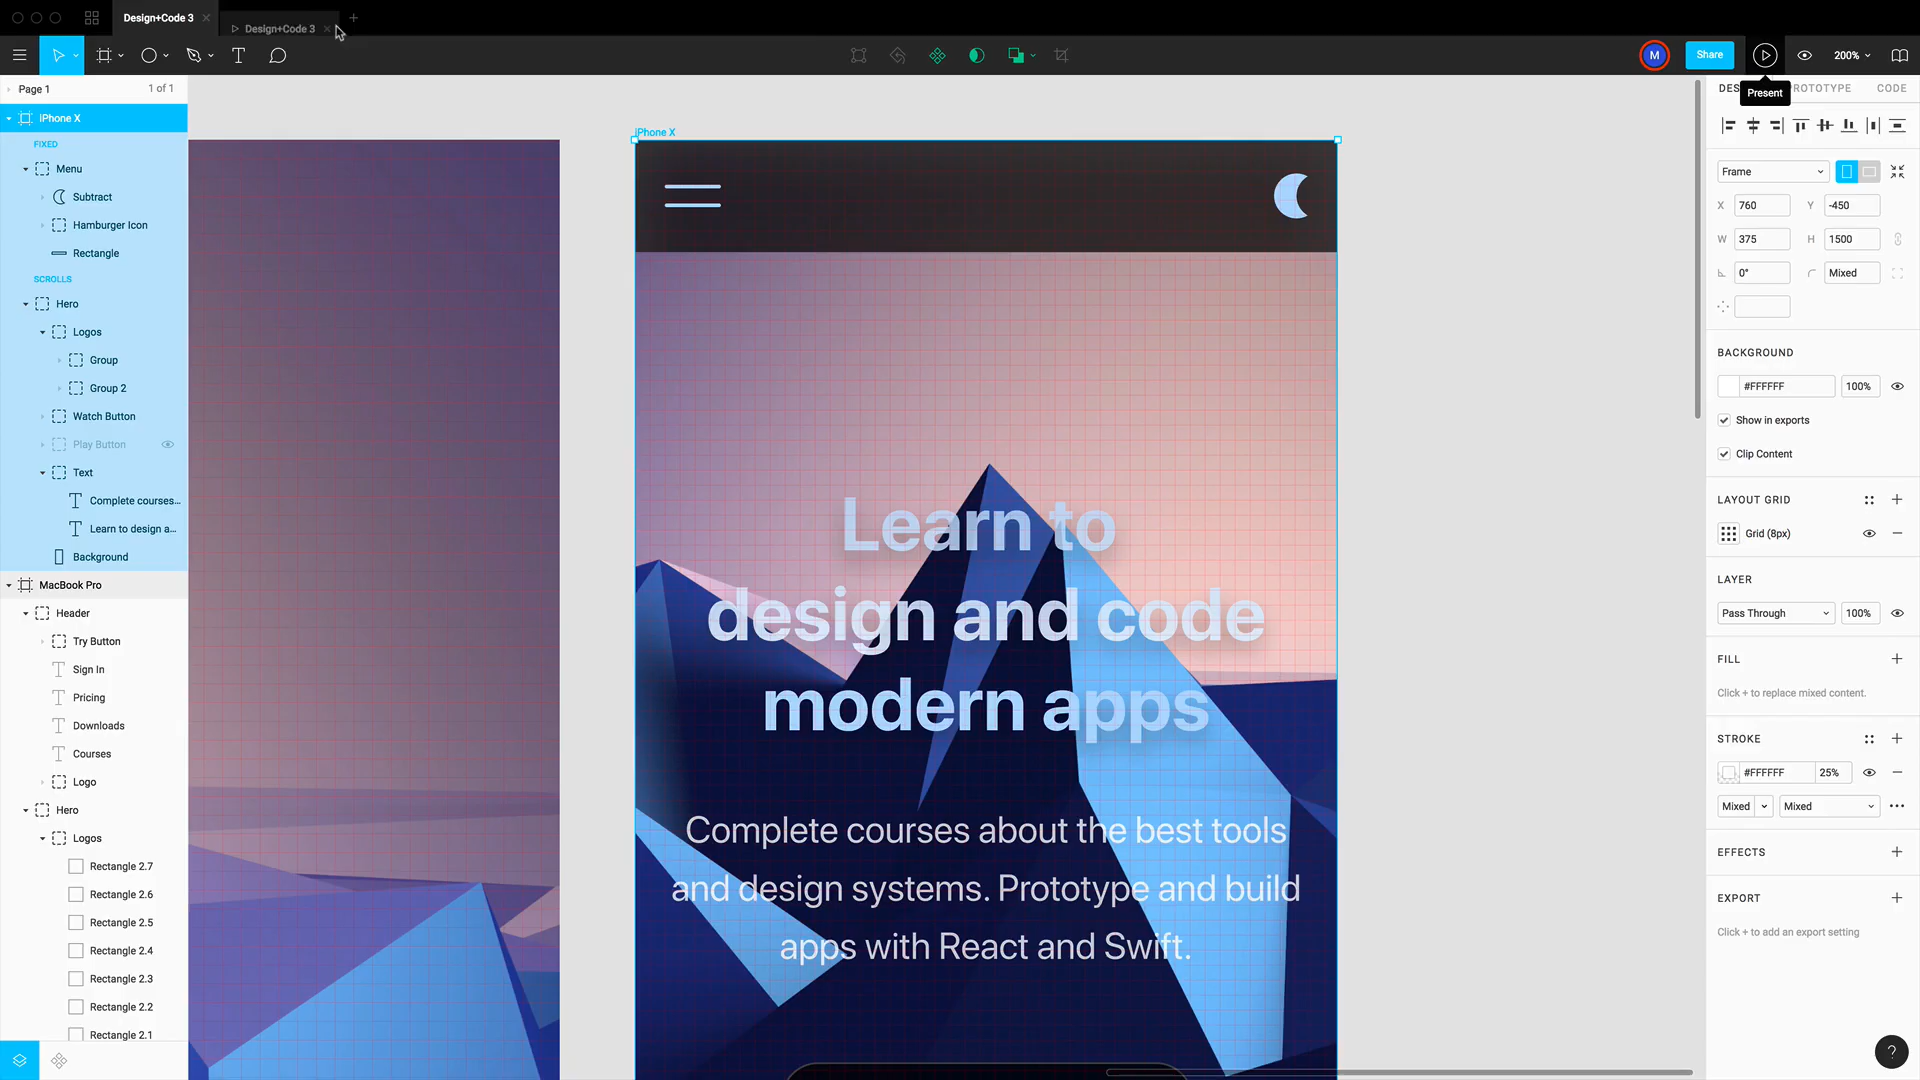 Design+Code 3
Design+Code 3
M
Share
200%
Page 1
1 of 1
Present
PROTOTYPE
CODE
iPhone X
FIXED
Menu
Subtract
Hamburger Icon
Rectangle
SCROLLS
Hero
Logos
Group
Group 2
Watch Button
Play Button
Text
Complete courses...
Learn to design a...
Background
MacBook Pro
Header
Try Button
Sign In
Pricing
Downloads
Courses
Logo
Hero
Logos
Rectangle 2.7
Rectangle 2.6
Rectangle 2.5
Rectangle 2.4
Rectangle 2.3
Rectangle 2.2
Rectangle 2.1
iPhone X
Learn to
design and code
modern apps
Complete courses about the best tools
and design systems. Prototype and build
apps with React and Swift.
Frame
X 760 Y -450
W 375 H 1500
0° Mixed
BACKGROUND
#FFFFFF 100%
Show in exports
Clip Content
LAYOUT GRID
Grid (8px)
LAYER
Pass Through 100%
FILL
Click + to replace mixed content.
STROKE
#FFFFFF 25%
Mixed Mixed
EFFECTS
EXPORT
Click + to add an export setting
?